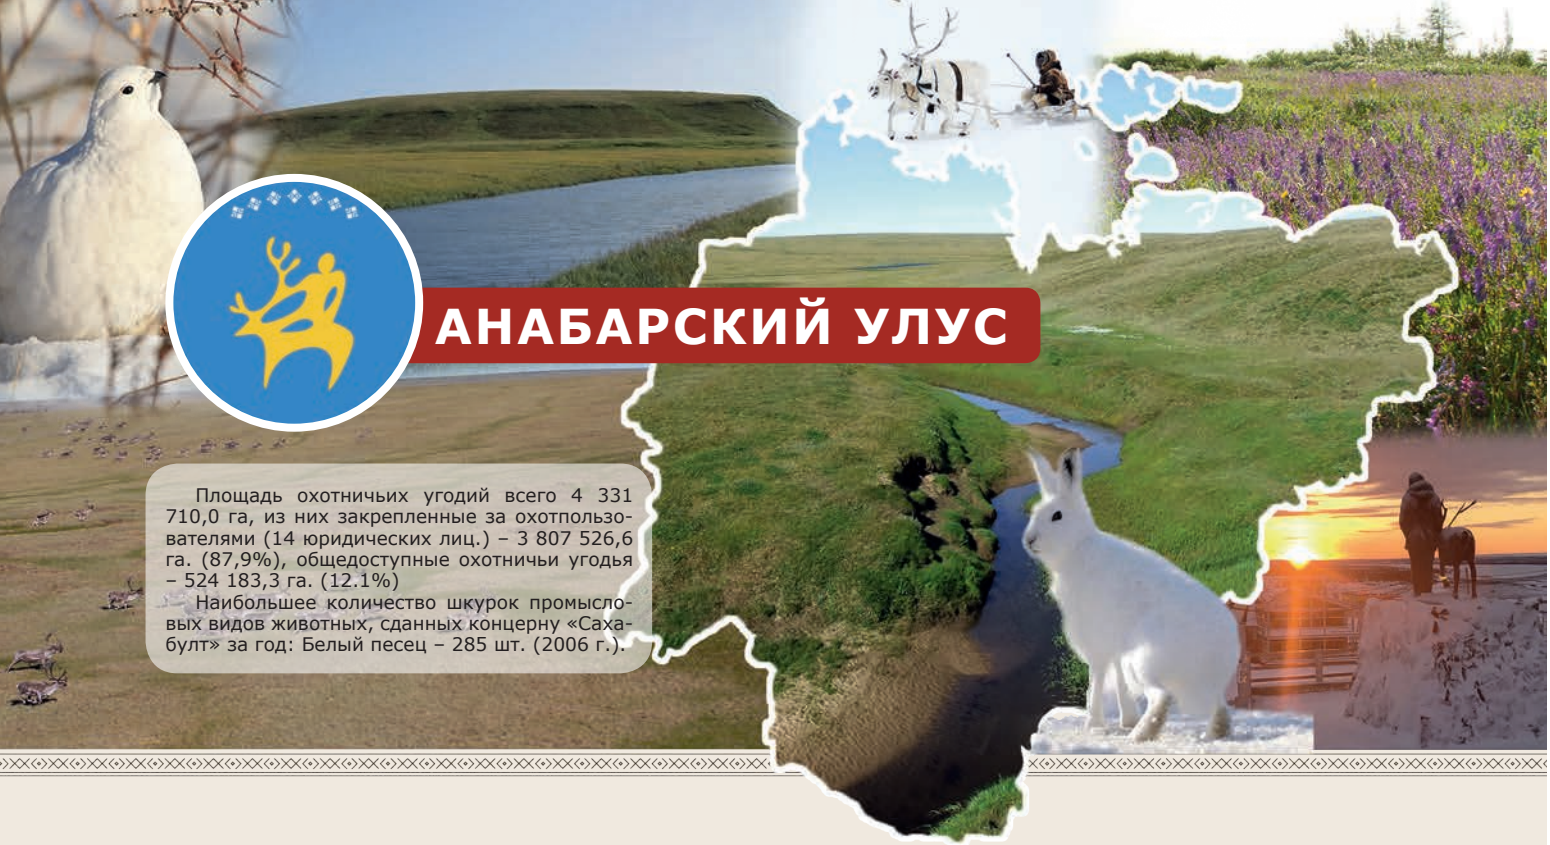 АНАБАРСКИЙ УЛУС
Площадь охотничьих угодий всего 4 331
710,0 га, из них закрепленные за охотпользо-
вателями (14 юридических лиц.) – 3 807 526,6
га. (87,9%), общедоступные охотничьи угодья
– 524 183,3 га. (12.1%)
Наибольшее количество шкурок промысло-
вых видов животных, сданных концерну «Саха-
булт» за год: Белый песец – 285 шт. (2006 г.).